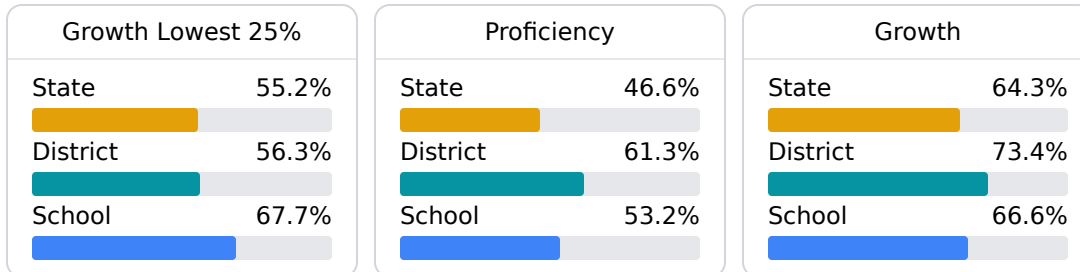 Growth Lowest 25%
State 55.2%
District 56.3%
School 67.7%
Proficiency
State 46.6%
District 61.3%
School 53.2%
Growth
State 64.3%
District 73.4%
School 66.6%